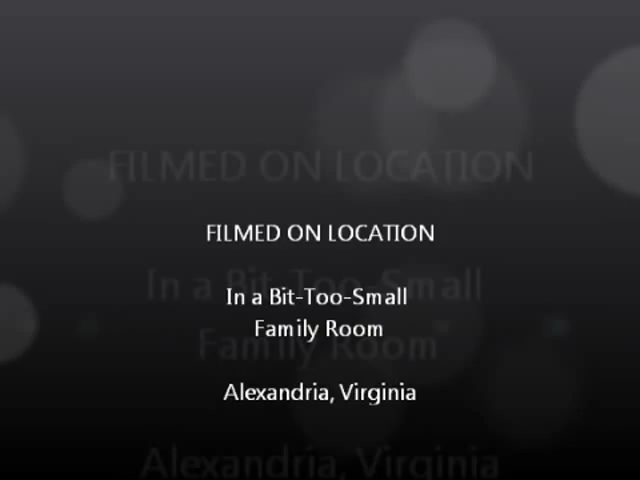 FILMED ON LOCATION
In a Bit-Too-Small
Family Room
Alexandria, Virginia